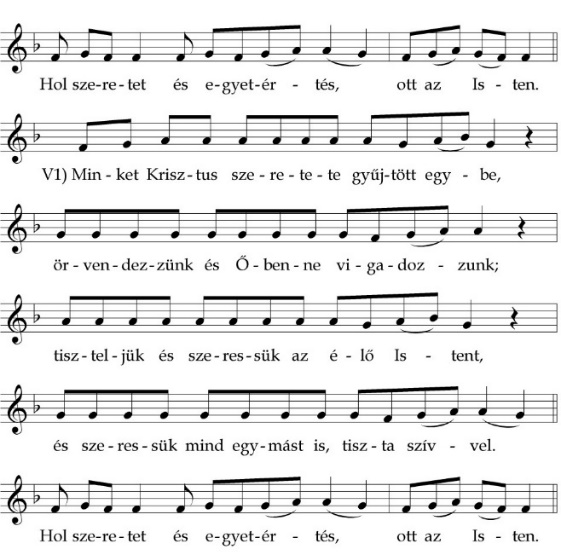 Hol sze-re-tet és e-gyet-ér - tés, ott az Is - ten.
V1) Min - ket Krisz - tus sze - re - te - te gyűj-tött egy - be,
ör - ven - dez - zünk és Ő - ben - ne vi - ga - doz - zunk;
tisz - tel - jük és sze - res - sük az é - lő Is - tent,
és sze - res - sük mind egy - mást is, tisz - ta szív - vel.
Hol sze-re-tet és e-gyet-ér - tés, ott az Is - ten.